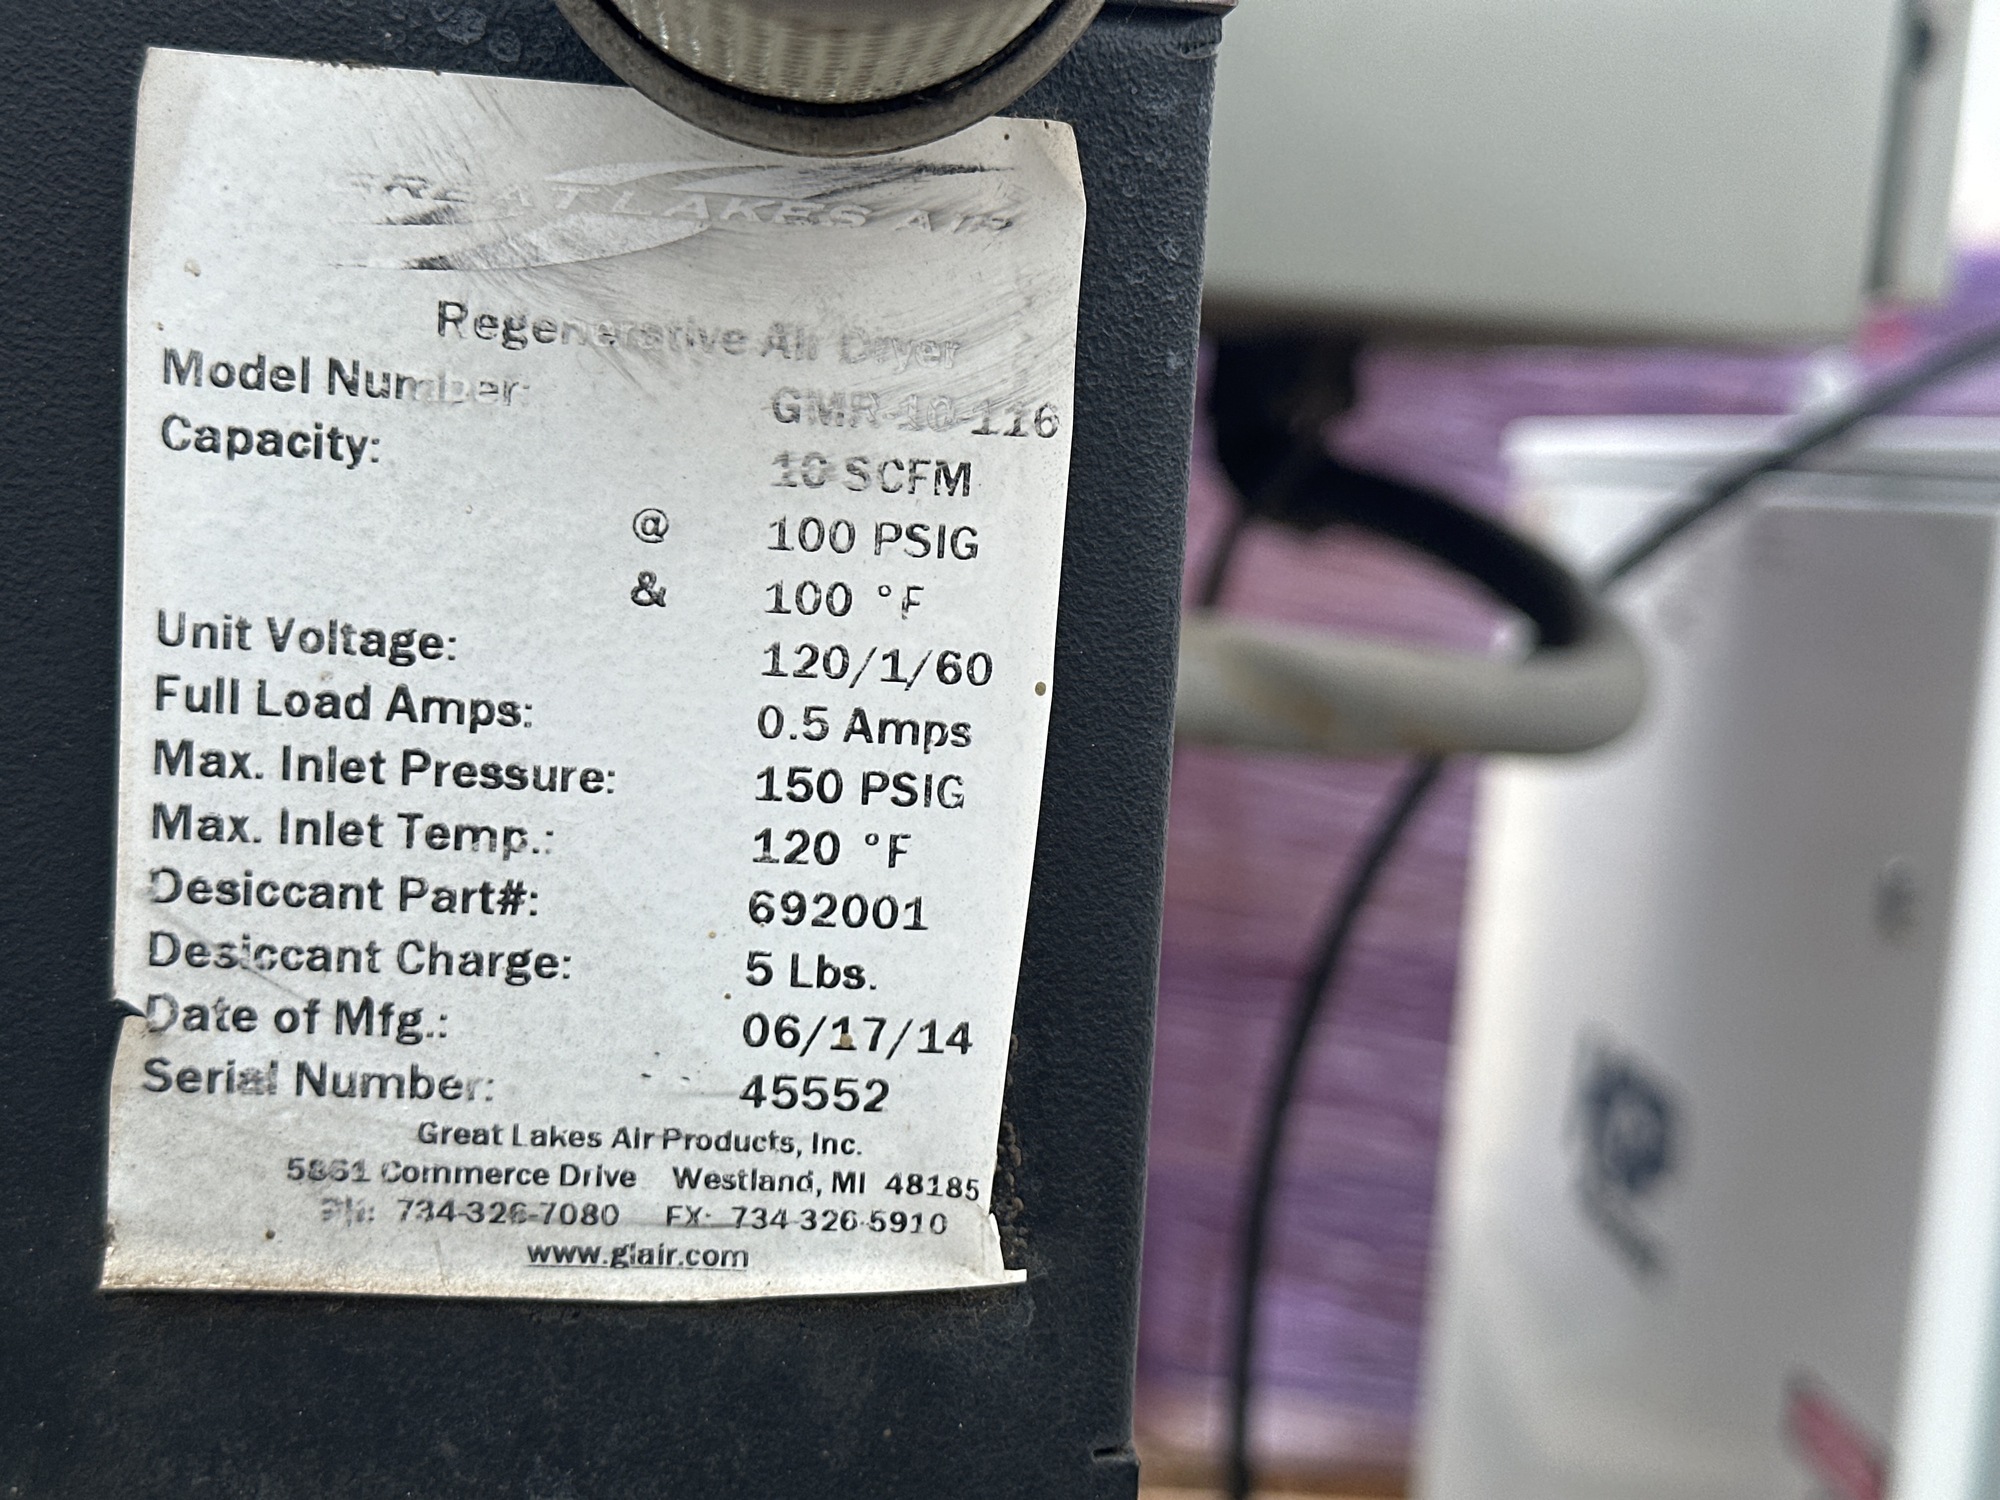 GREAT LAKES AIR
Regenerative Air Dryer
Model Number: GMR-10-116
Capacity: 10 SCFM
@ 100 PSIG
& 100 °F
Unit Voltage: 120/1/60
Full Load Amps: 0.5 Amps
Max. Inlet Pressure: 150 PSIG
Max. Inlet Temp.: 120 °F
Desiccant Part#: 692001
Desiccant Charge: 5 Lbs.
Date of Mfg.: 06/17/14
Serial Number: 45552
Great Lakes Air Products, Inc.
5861 Commerce Drive Westland, MI 48185
Ph: 734-326-7080 FX: 734-326-5910
www.glair.com